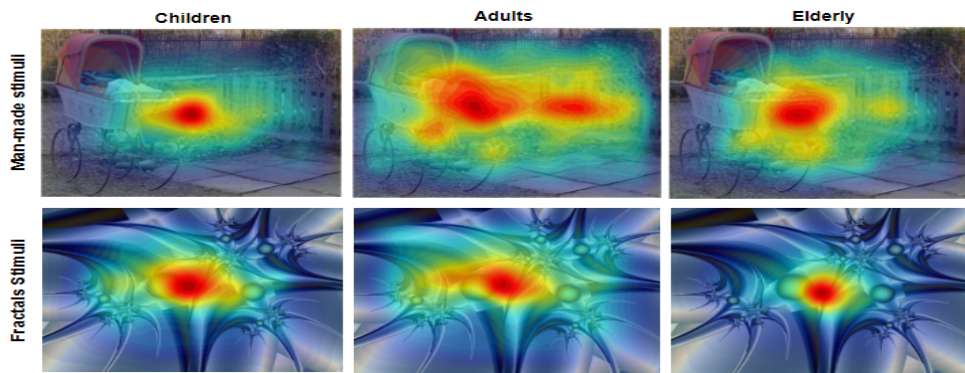 Children
Adults
Elderly
Man-made stimuli
Fractals Stimuli